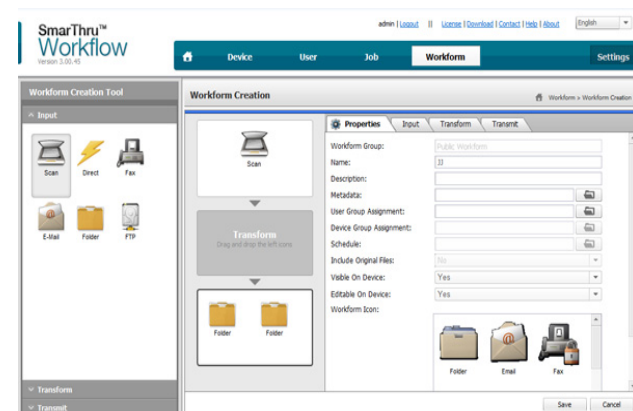 SmarThru™
Workflow
Version 3.00.45
admin | Logout || License | Download | Contact | Help | About English
Device User Job Workform Settings
Workform Creation Tool
Input
Scan Direct Fax
E-Mail Folder FTP
Transform
Transmit
Workform Creation
Workform > Workform Creation
Scan
Transform
Drag and drop the left icons
Folder Folder
Properties Input Transform Transmit
Workform Group: Public Workform
Name: JJ
Description:
Metadata:
User Group Assignment:
Device Group Assignment:
Schedule:
Include Original Files: No
Visible On Device: Yes
Editable On Device: Yes
Workform Icon:
Folder Email Fax
Save Cancel